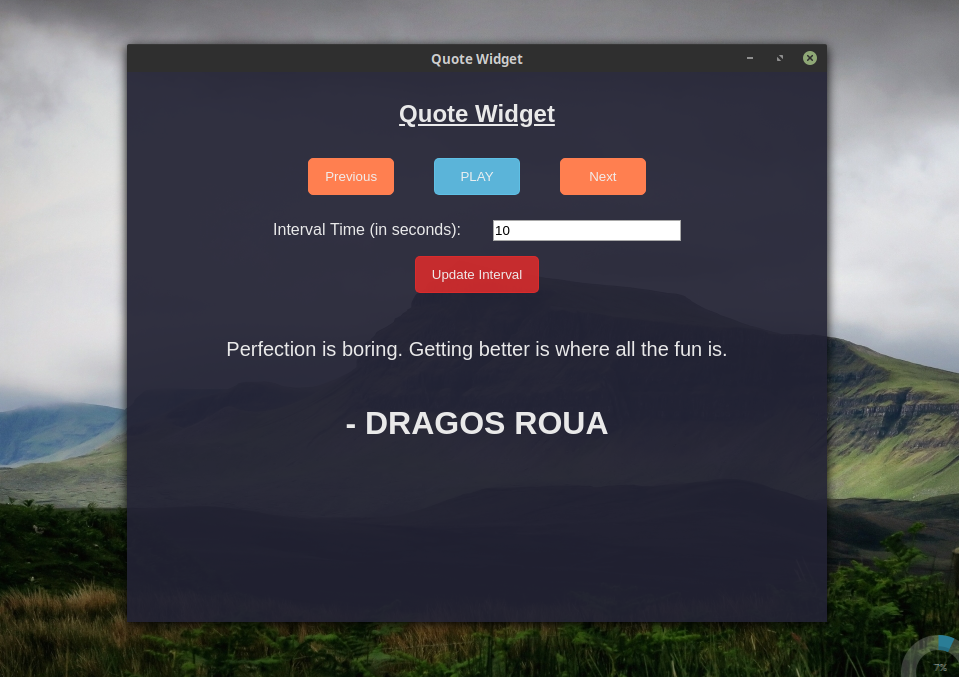 Quote Widget
Quote Widget
Previous PLAY Next
Interval Time (in seconds): 10
Update Interval
Perfection is boring. Getting better is where all the fun is.
- DRAGOS ROUA
7%